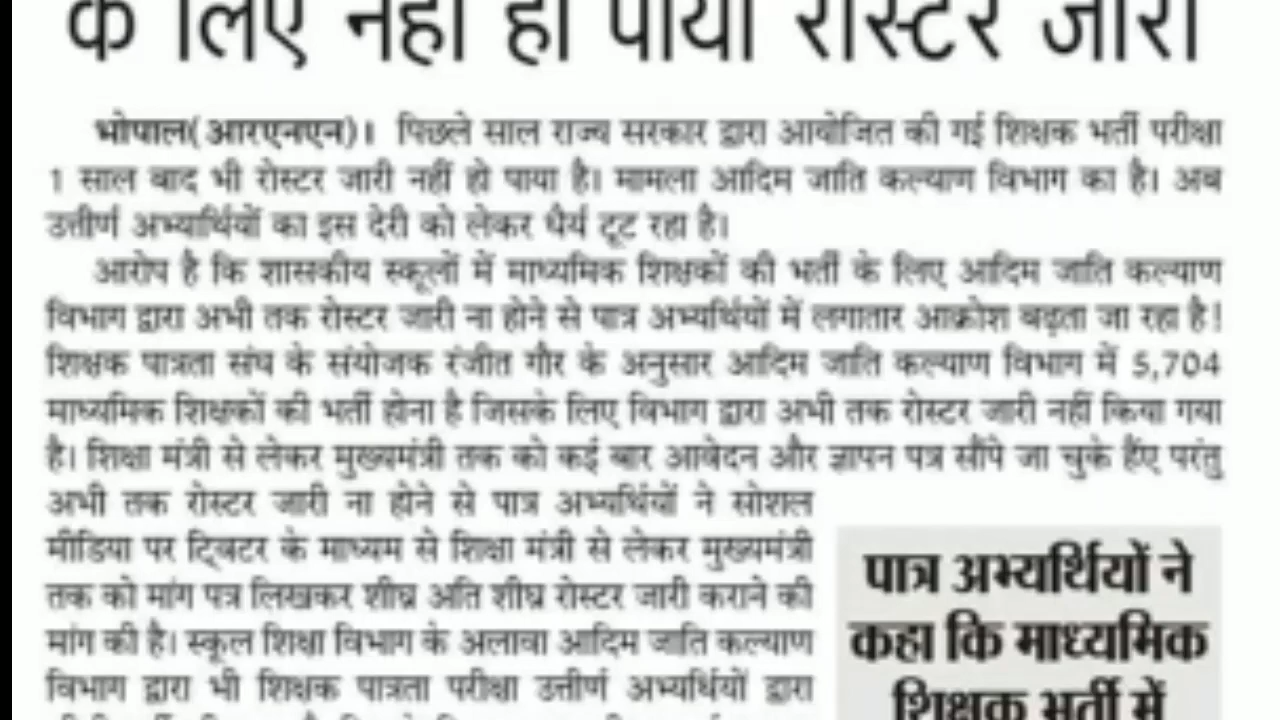 के लिए नहीं हो पाया रोस्टर जारी
भोपाल(आरएनएन)। पिछले साल राज्य सरकार द्वारा आयोजित की गई शिक्षक भर्ती परीक्षा
1 साल बाद भी रोस्टर जारी नहीं हो पाया है। मामला आदिम जाति कल्याण विभाग का है। अब
उत्तीर्ण अभ्यार्थियों का इस देरी को लेकर धैर्य टूट रहा है।
आरोप है कि शासकीय स्कूलों में माध्यमिक शिक्षकों की भर्ती के लिए आदिम जाति कल्याण
विभाग द्वारा अभी तक रोस्टर जारी ना होने से पात्र अभ्यर्थियों में लगातार आक्रोश बढ़ता जा रहा है!
शिक्षक पात्रता संघ के संयोजक रंजीत गौर के अनुसार आदिम जाति कल्याण विभाग में 5,704
माध्यमिक शिक्षकों की भर्ती होना है जिसके लिए विभाग द्वारा अभी तक रोस्टर जारी नहीं किया गया
है। शिक्षा मंत्री से लेकर मुख्यमंत्री तक को कई बार आवेदन और ज्ञापन पत्र सौंपे जा चुके हैंए परंतु
अभी तक रोस्टर जारी ना होने से पात्र अभ्यर्थियों ने सोशल
मीडिया पर ट्विटर के माध्यम से शिक्षा मंत्री से लेकर मुख्यमंत्री
तक को मांग पत्र लिखकर शीघ्र अति शीघ्र रोस्टर जारी कराने की
मांग की है। स्कूल शिक्षा विभाग के अलावा आदिम जाति कल्याण
विभाग द्वारा भी शिक्षक पात्रता परीक्षा उत्तीर्ण अभ्यर्थियों द्वारा
पात्र अभ्यर्थियों ने
कहा कि माध्यमिक
शिक्षक भर्ती में